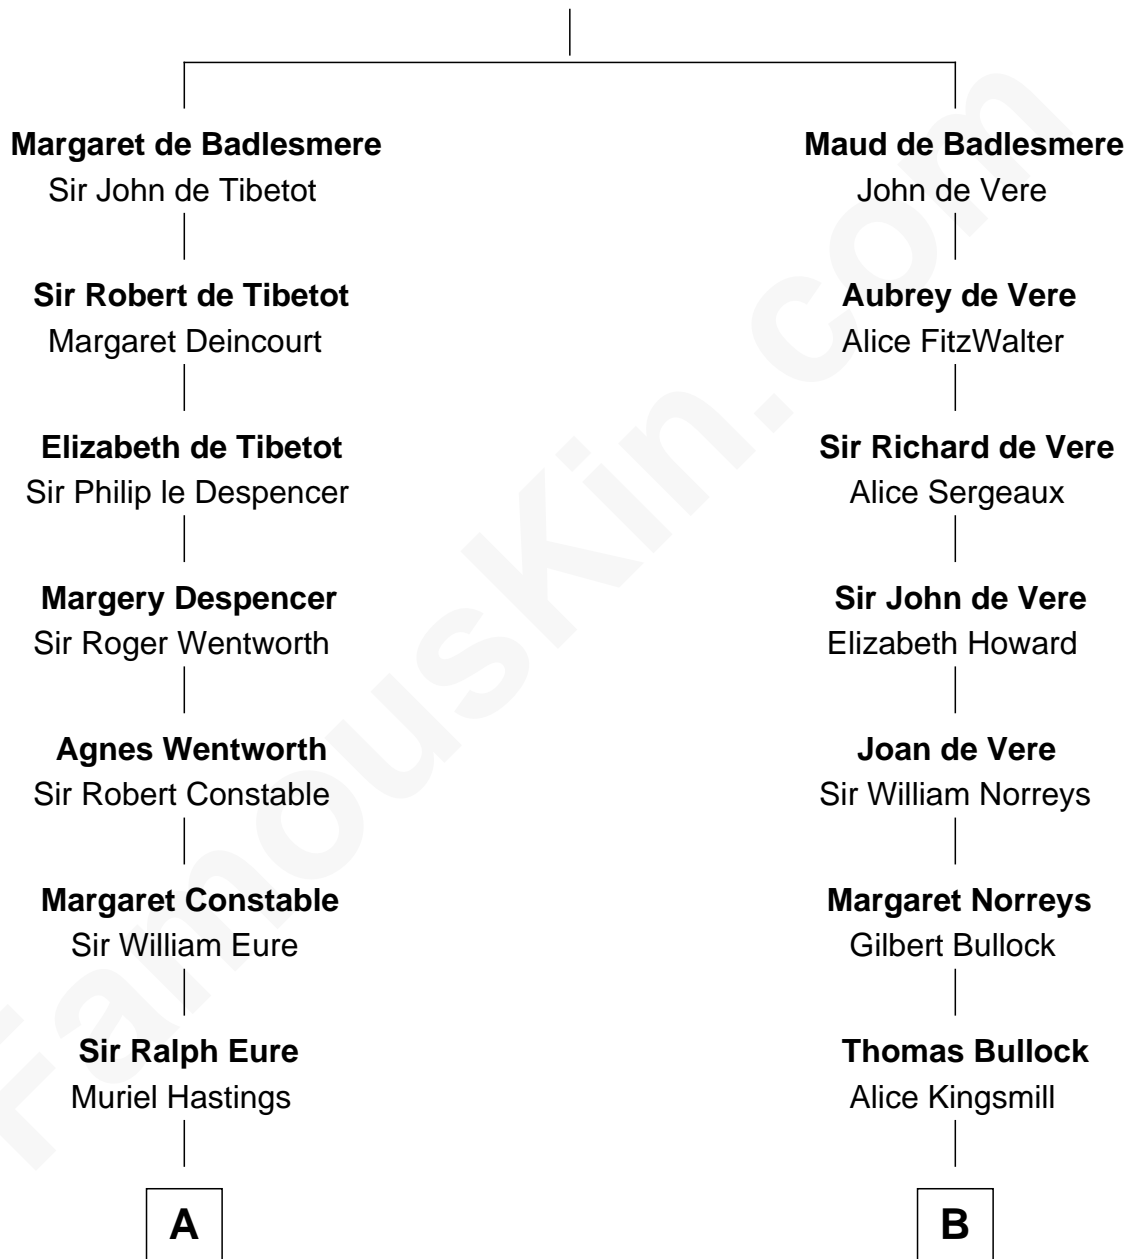 Margaret de Badlesmere
Sir John de Tibetot
Sir Robert de Tibetot
Margaret Deincourt
Elizabeth de Tibetot
Sir Philip le Despencer
Margery Despencer
Sir Roger Wentworth
Agnes Wentworth
Sir Robert Constable
Margaret Constable
Sir William Eure
Sir Ralph Eure
Muriel Hastings
A
Maud de Badlesmere
John de Vere
Aubrey de Vere
Alice FitzWalter
Sir Richard de Vere
Alice Sergeaux
Sir John de Vere
Elizabeth Howard
Joan de Vere
Sir William Norreys
Margaret Norreys
Gilbert Bullock
Thomas Bullock
Alice Kingsmill
B
FamousKin.com